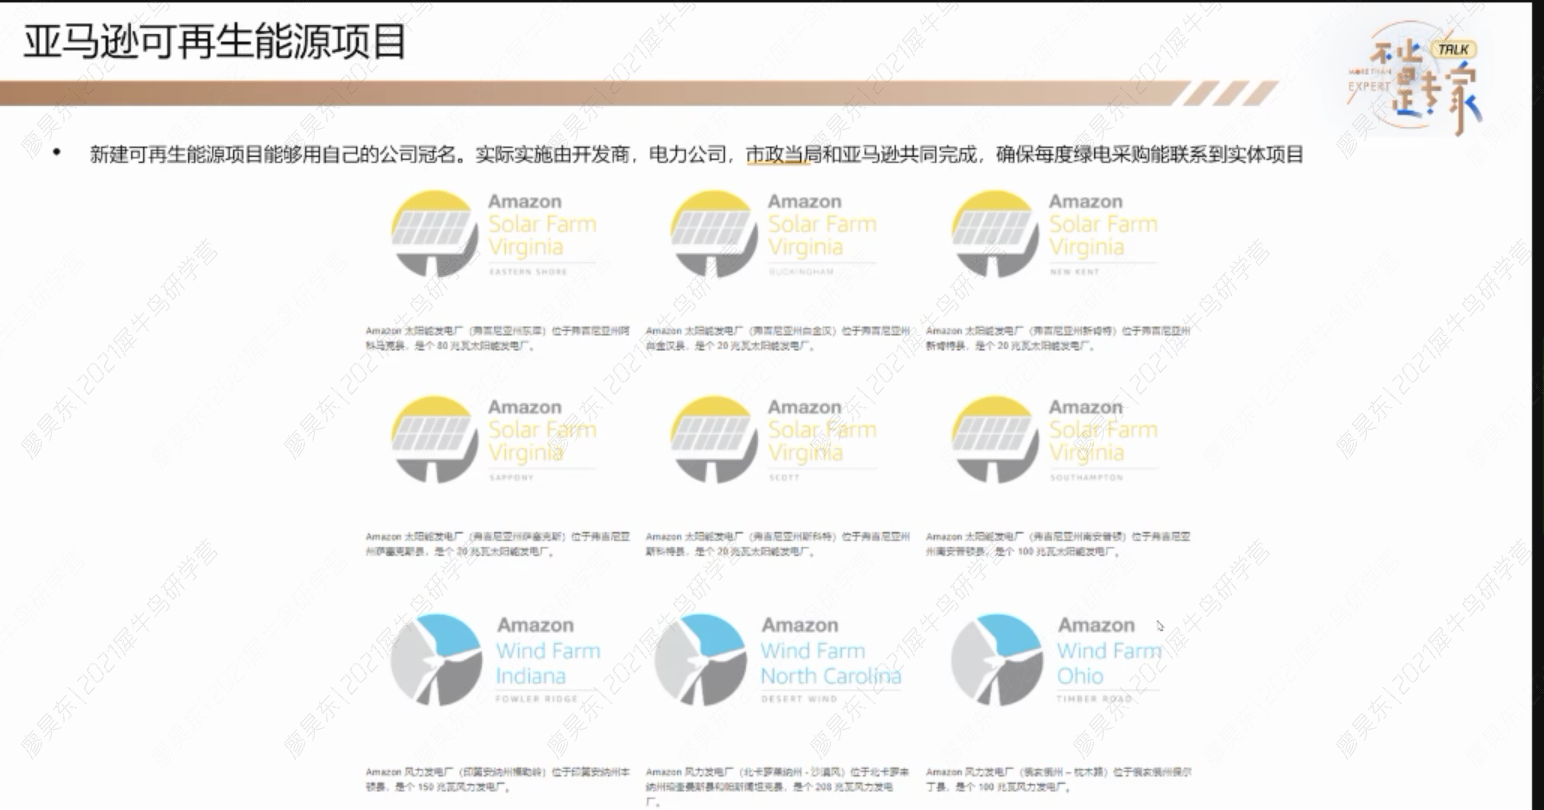 亚马逊可再生能源项目
不止 TALK
MORE THAN
EXPERT
是专家
• 新建可再生能源项目能够用自己的公司冠名。实际实施由开发商，电力公司，市政当局和亚马逊共同完成，确保每度绿电采购能联系到实体项目
Amazon
Solar Farm
Virginia
EASTERN SHORE
Amazon
Solar Farm
Virginia
BUCKINGHAM
Amazon
Solar Farm
Virginia
NEW KENT
Amazon 太阳能发电厂（弗吉尼亚州东岸）位于弗吉尼亚州阿
科马克县，是个 80 兆瓦太阳能发电厂。
Amazon 太阳能发电厂（弗吉尼亚州白金汉）位于弗吉尼亚州
白金汉县，是个 20 兆瓦太阳能发电厂。
Amazon 太阳能发电厂（弗吉尼亚州新肯特）位于弗吉尼亚州
新肯特县，是个 20 兆瓦太阳能发电厂。
Amazon
Solar Farm
Virginia
SAPPONY
Amazon
Solar Farm
Virginia
SCOTT
Amazon
Solar Farm
Virginia
SOUTHAMPTON
Amazon 太阳能发电厂（弗吉尼亚州萨塞克斯）位于弗吉尼亚
州萨塞克斯县，是个 20 兆瓦太阳能发电厂。
Amazon 太阳能发电厂（弗吉尼亚州斯科特）位于弗吉尼亚州
斯科特县，是个 20 兆瓦太阳能发电厂。
Amazon 太阳能发电厂（弗吉尼亚州南安普顿）位于弗吉尼亚
州南安普顿县，是个 100 兆瓦太阳能发电厂。
Amazon
Wind Farm
Indiana
FOWLER RIDGE
Amazon
Wind Farm
North Carolina
DESERT WIND
Amazon
Wind Farm
Ohio
TIMBER ROAD
Amazon 风力发电厂（印第安纳州福勒岭）位于印第安纳州本
顿县，是个 150 兆瓦风力发电厂。
Amazon 风力发电厂（北卡罗来纳州 - 沙漠风）位于北卡罗来
纳州珀奎曼斯县和帕斯阔坦克县，是个 208 兆瓦风力发电
厂。
Amazon 风力发电厂（俄亥俄州 – 枕木路）位于俄亥俄州保尔
丁县，是个 100 兆瓦风力发电厂。
廖昊东|2021犀牛鸟研学营